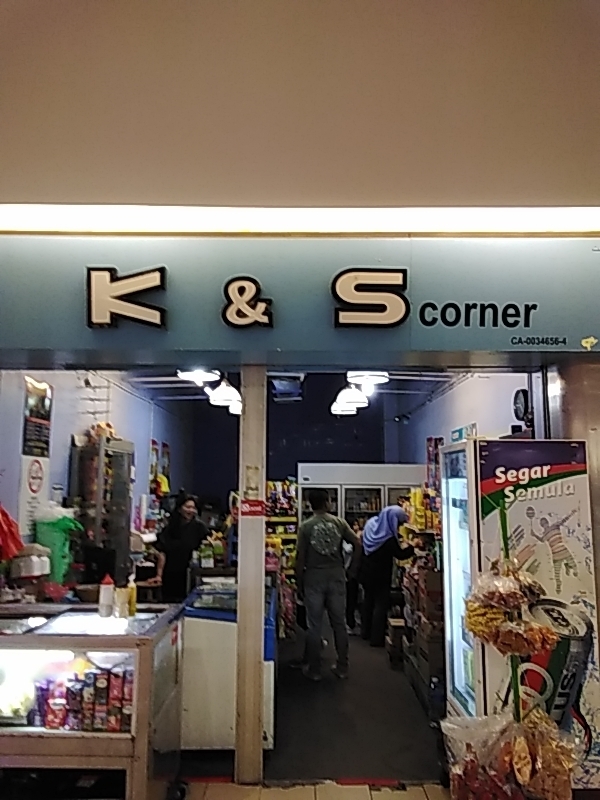 K & S corner
CA-0034656-4
Segar
Semula